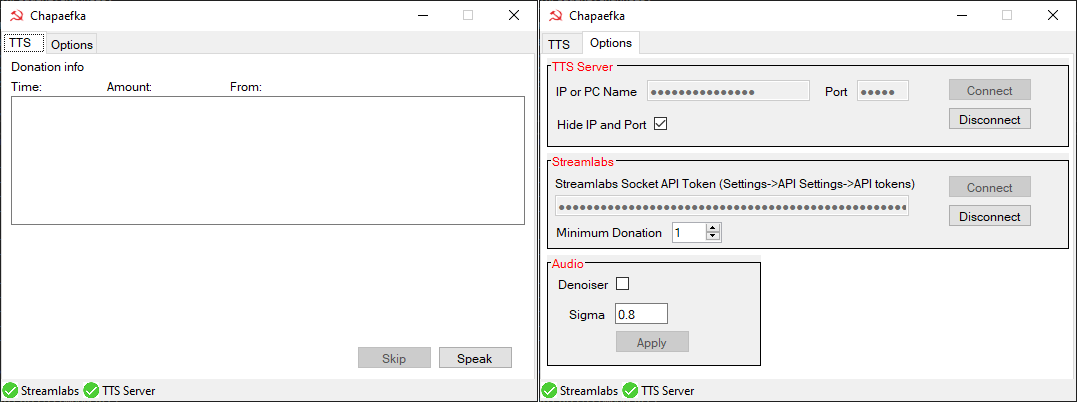 Chapaefka
TTS Options
Donation info
Time: Amount: From:
Skip Speak
Streamlabs TTS Server
Chapaefka
TTS Options
TTS Server
IP or PC Name ●●●●●●●●●●●●●●● Port ●●●●● Connect
Hide IP and Port Disconnect
Streamlabs
Streamlabs Socket API Token (Settings->API Settings->API tokens) Connect
Disconnect
Minimum Donation 1
Audio
Denoiser
Sigma 0.8
Apply
Streamlabs TTS Server